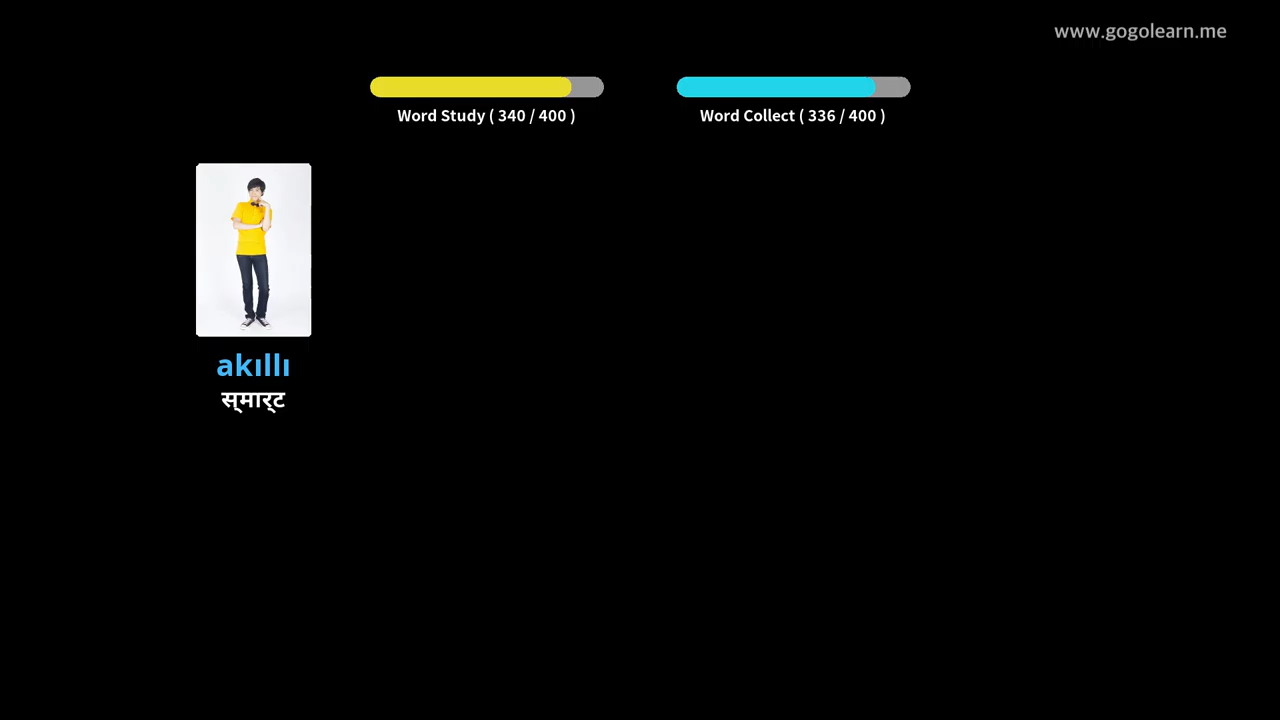 www.gogolearn.me
Word Study ( 340 / 400 )
Word Collect ( 336 / 400 )
akıllı
स्मार्ट